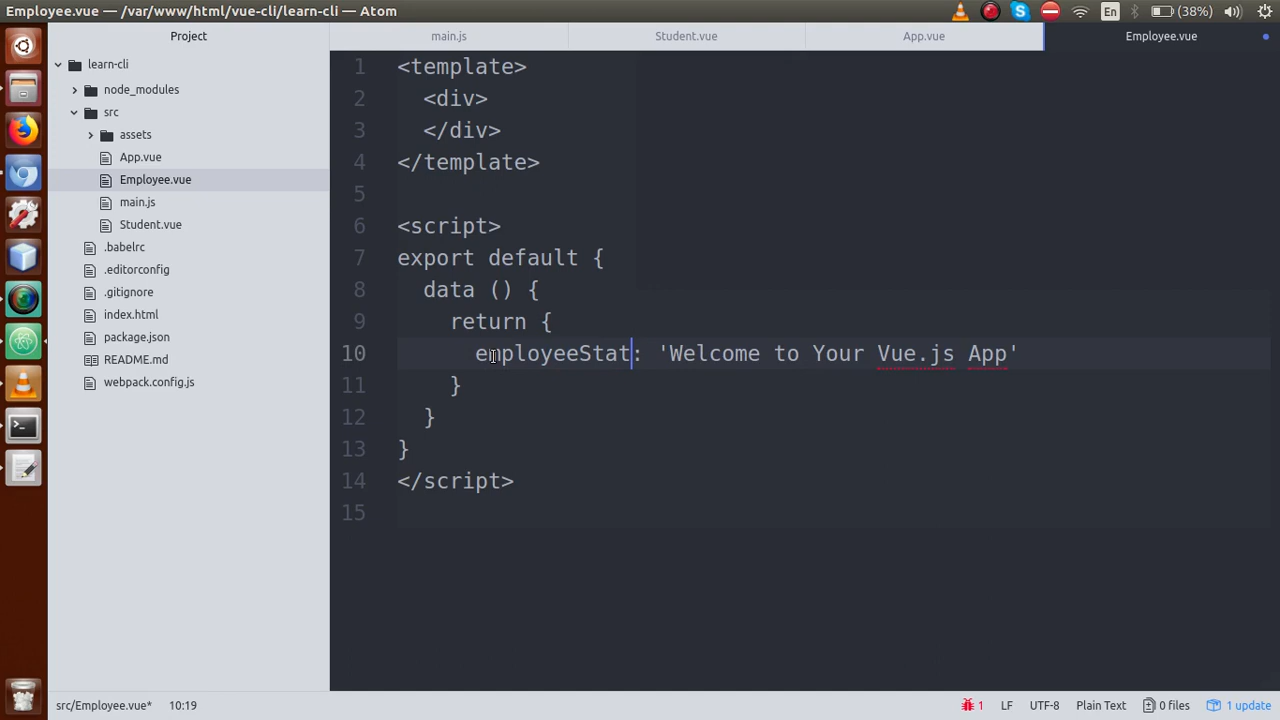 Employee.vue — /var/www/html/vue-cli/learn-cli — Atom
En
(38%)
Project
main.js
Student.vue
App.vue
Employee.vue
learn-cli
node_modules
src
assets
App.vue
Employee.vue
main.js
Student.vue
.babelrc
.editorconfig
.gitignore
index.html
package.json
README.md
webpack.config.js
1 <template>
2 <div>
3 </div>
4 </template>
5
6 <script>
7 export default {
8 data () {
9 return {
10 employeeStat: 'Welcome to Your Vue.js App'
11 }
12 }
13 }
14 </script>
15
src/Employee.vue* 10:19
1 LF UTF-8 Plain Text 0 files 1 update